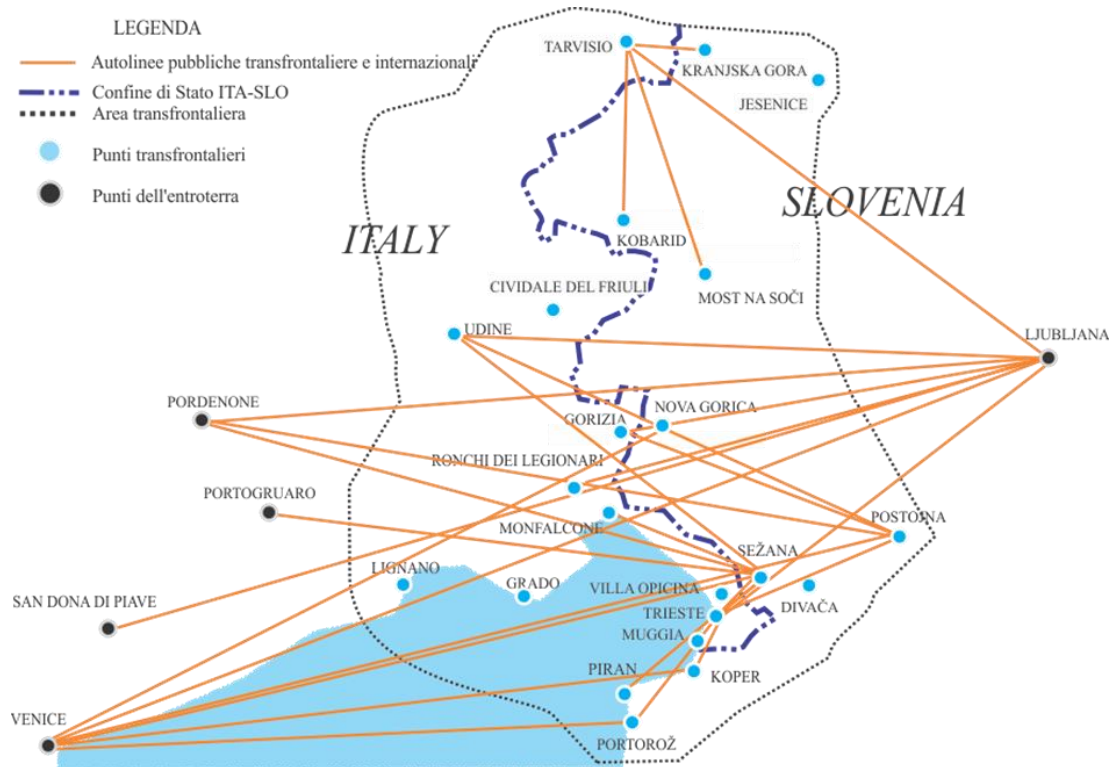 LEGENDA
Autolinee pubbliche transfrontaliere e internazionali
Confine di Stato ITA-SLO
Area transfrontaliera
Punti transfrontalieri
Punti dell'entroterra
TARVISIO
KRANJSKA GORA
JESENICE
SLOVENIA
ITALY
KOBARID
MOST NA SOČI
CIVIDALE DEL FRIULI
UDINE
LJUBLJANA
PORDENONE
NOVA GORICA
GORIZIA
RONCHI DEI LEGIONARI
PORTOGRUARO
MONFALCONE
POSTOJNA
SEŽANA
LIGNANO
GRADO
VILLA OPICINA
DIVAČA
SAN DONA DI PIAVE
TRIESTE
MUGGIA
PIRAN
KOPER
VENICE
PORTOROŽ